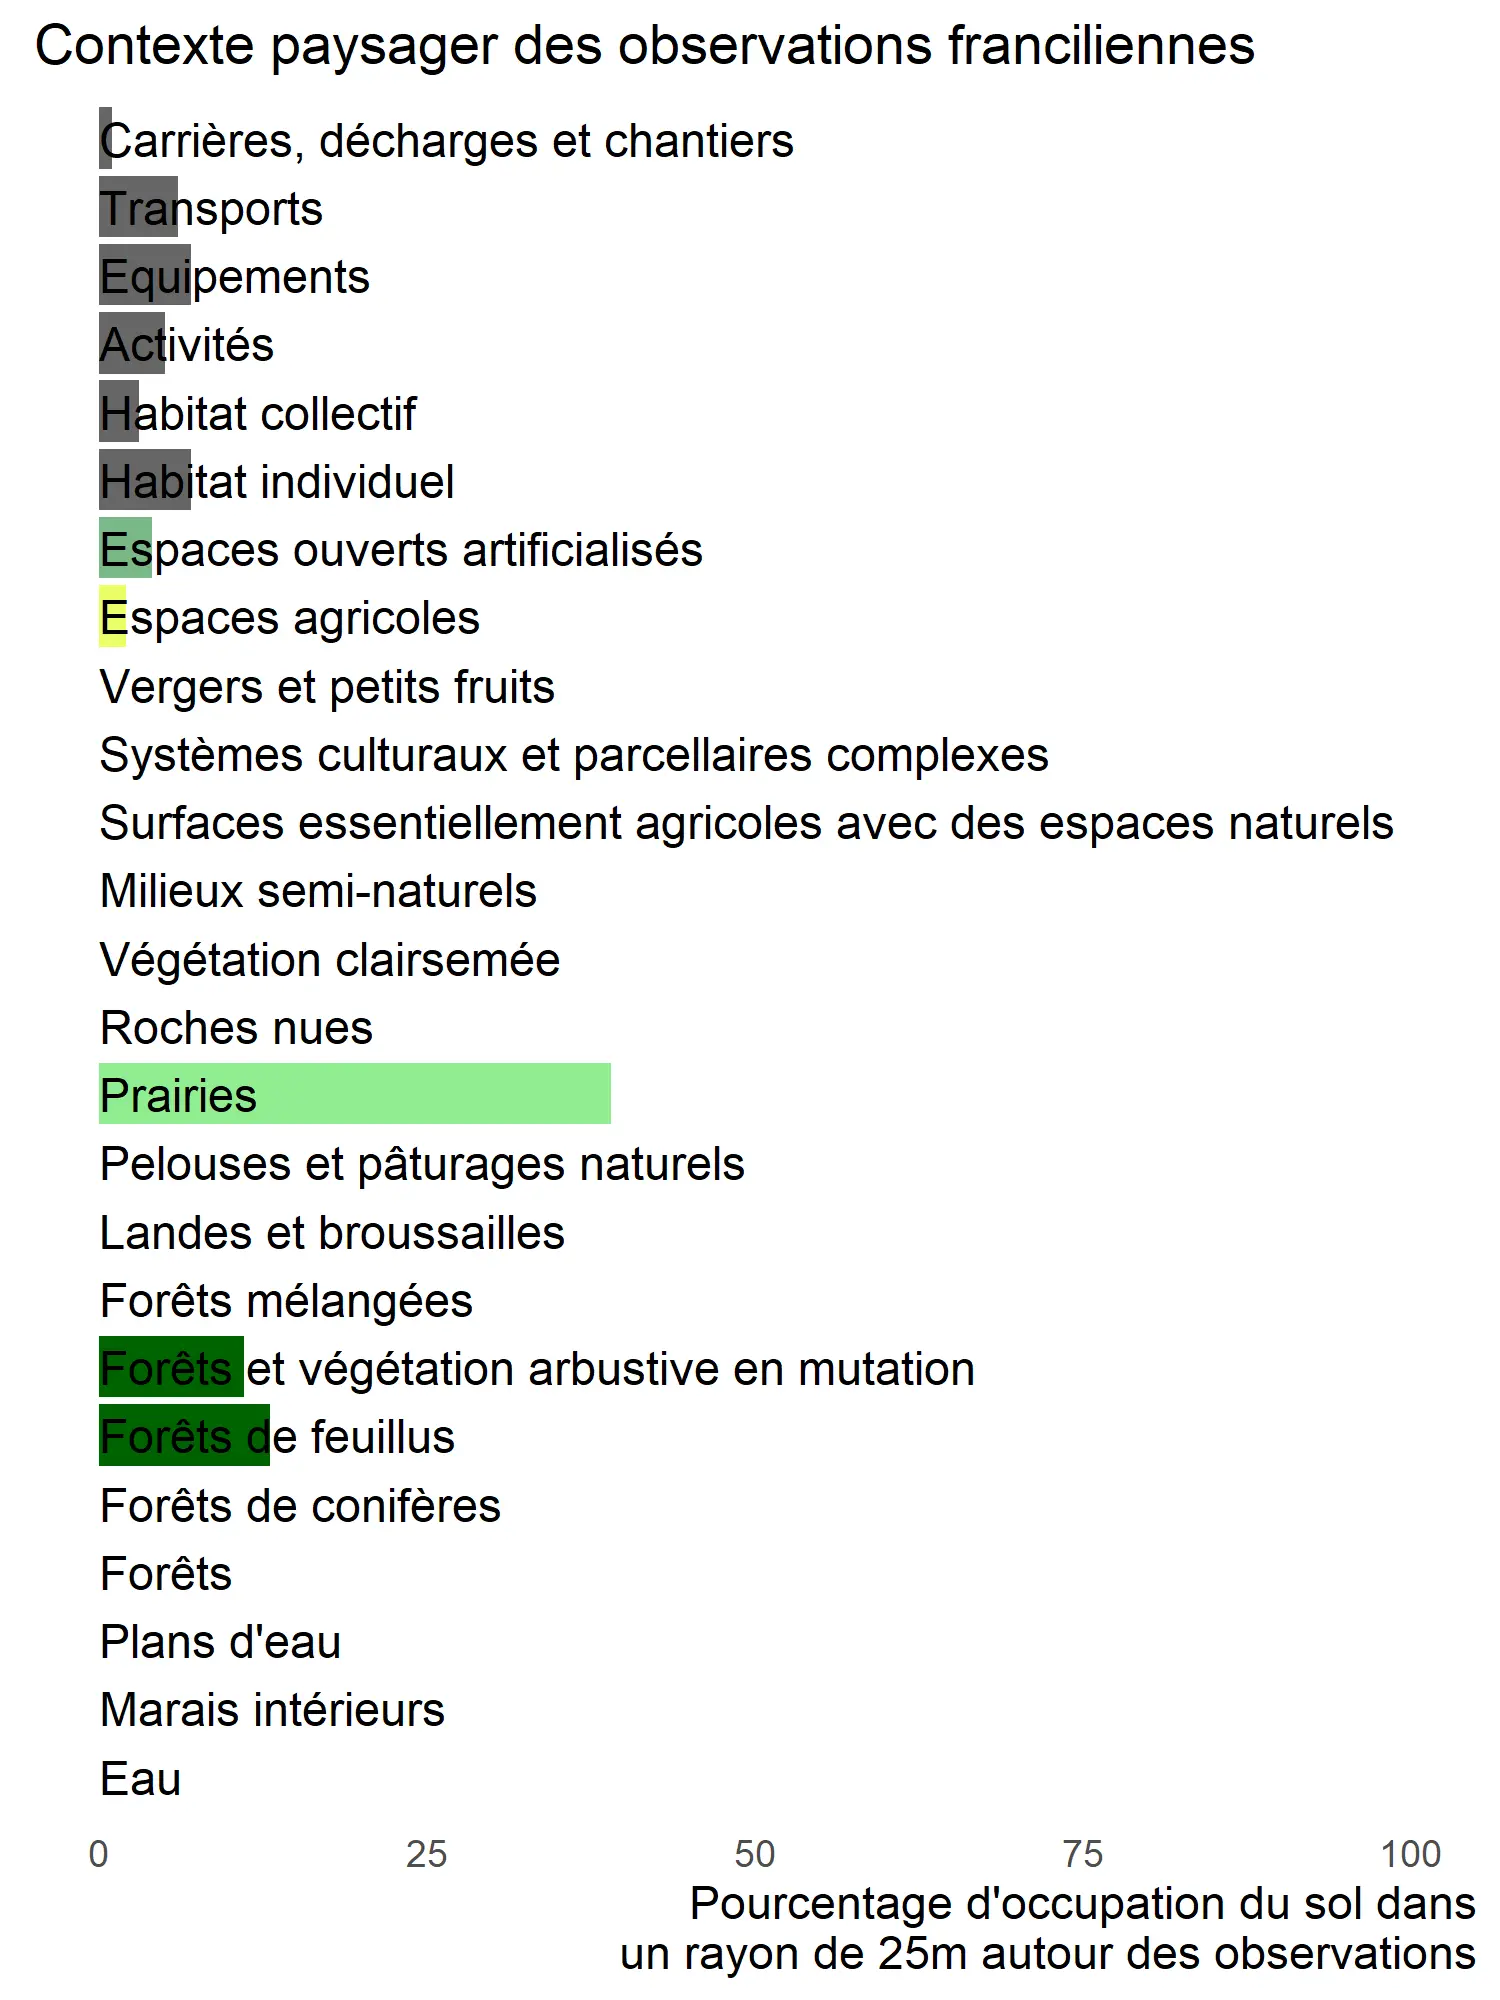 Contexte paysager des observations franciliennes
Carrières, décharges et chantiers
Transports
Equipements
Activités
Habitat collectif
Habitat individuel
Espaces ouverts artificialisés
Espaces agricoles
Vergers et petits fruits
Systèmes culturaux et parcellaires complexes
Surfaces essentiellement agricoles avec des espaces naturels
Milieux semi-naturels
Végétation clairsemée
Roches nues
Prairies
Pelouses et pâturages naturels
Landes et broussailles
Forêts mélangées
Forêts et végétation arbustive en mutation
Forêts de feuillus
Forêts de conifères
Forêts
Plans d'eau
Marais intérieurs
Eau
0 25 50 75 100
Pourcentage d'occupation du sol dans
un rayon de 25m autour des observations